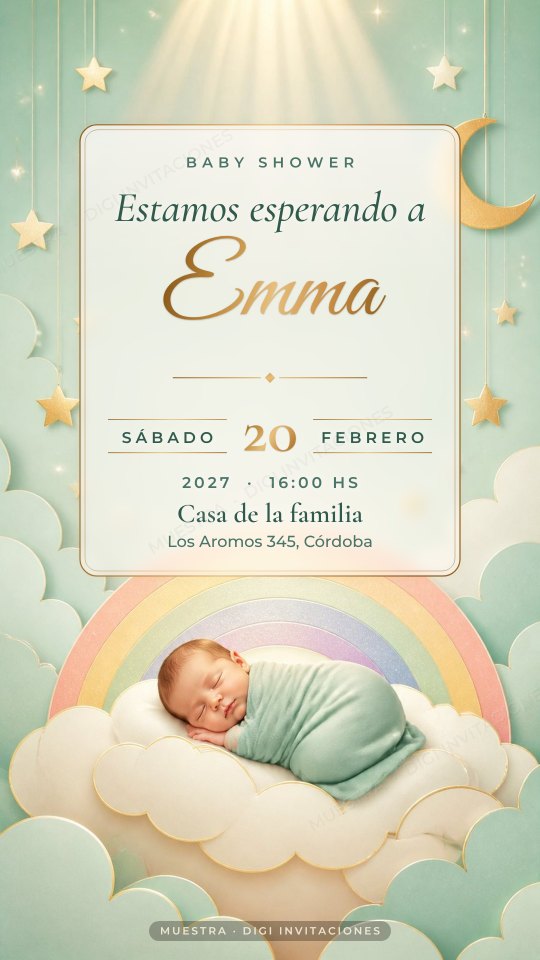 BABY SHOWER
Estamos esperando a
Emma
SÁBADO 20 FEBRERO
2027 · 16:00 HS
Casa de la familia
Los Aromos 345, Córdoba
MUESTRA · DIGI INVITACIONES